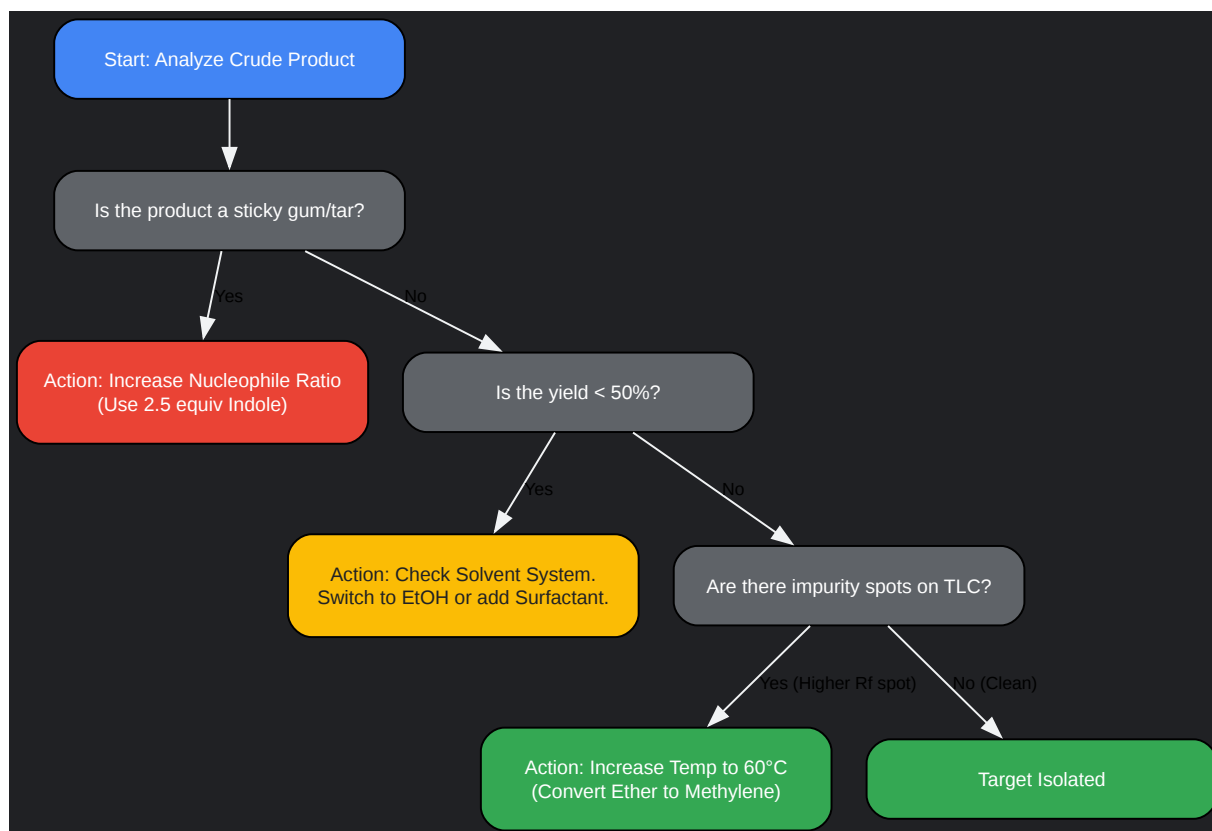 Start: Analyze Crude Product
Is the product a sticky gum/tar?
Yes
No
Action: Increase Nucleophile Ratio
(Use 2.5 equiv Indole)
Is the yield < 50%?
Yes
No
Action: Check Solvent System.
Switch to EtOH or add Surfactant.
Are there impurity spots on TLC?
Yes (Higher Rf spot)
No (Clean)
Action: Increase Temp to 60°C
(Convert Ether to Methylene)
Target Isolated